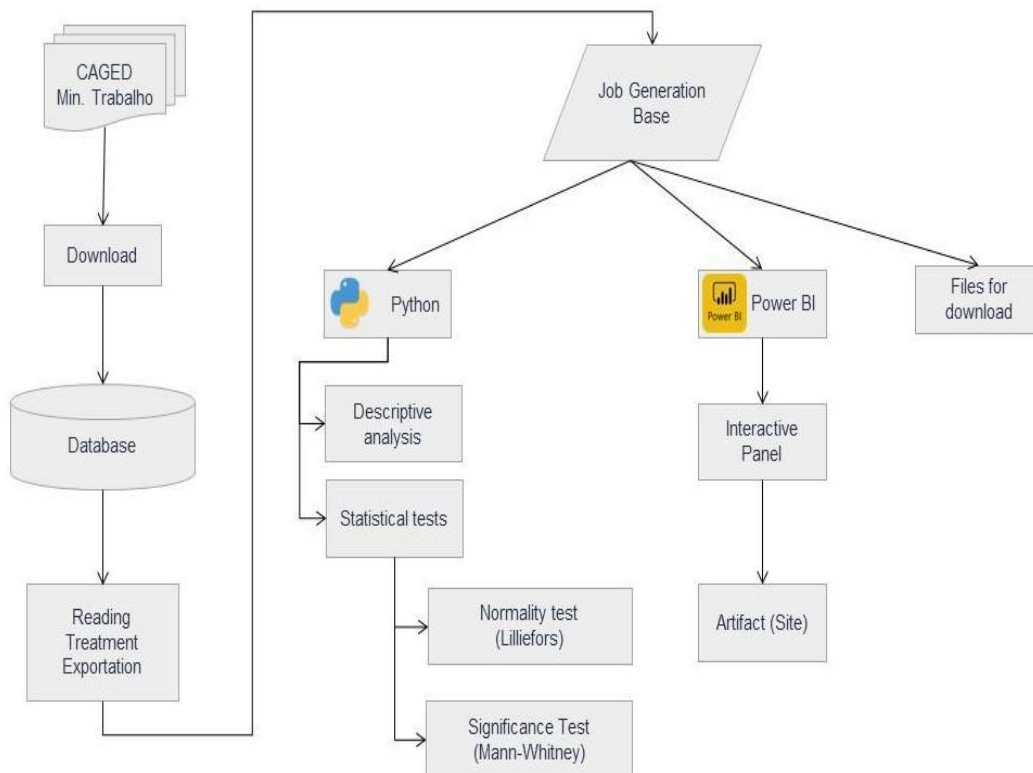 CAGED
Min. Trabalho
Download
Database
Reading
Treatment
Exportation
Job Generation
Base
Python
Descriptive
analysis
Statistical tests
Normality test
(Lilliefors)
Significance Test
(Mann-Whitney)
Power BI
Power BI
Interactive
Panel
Artifact (Site)
Files for
download